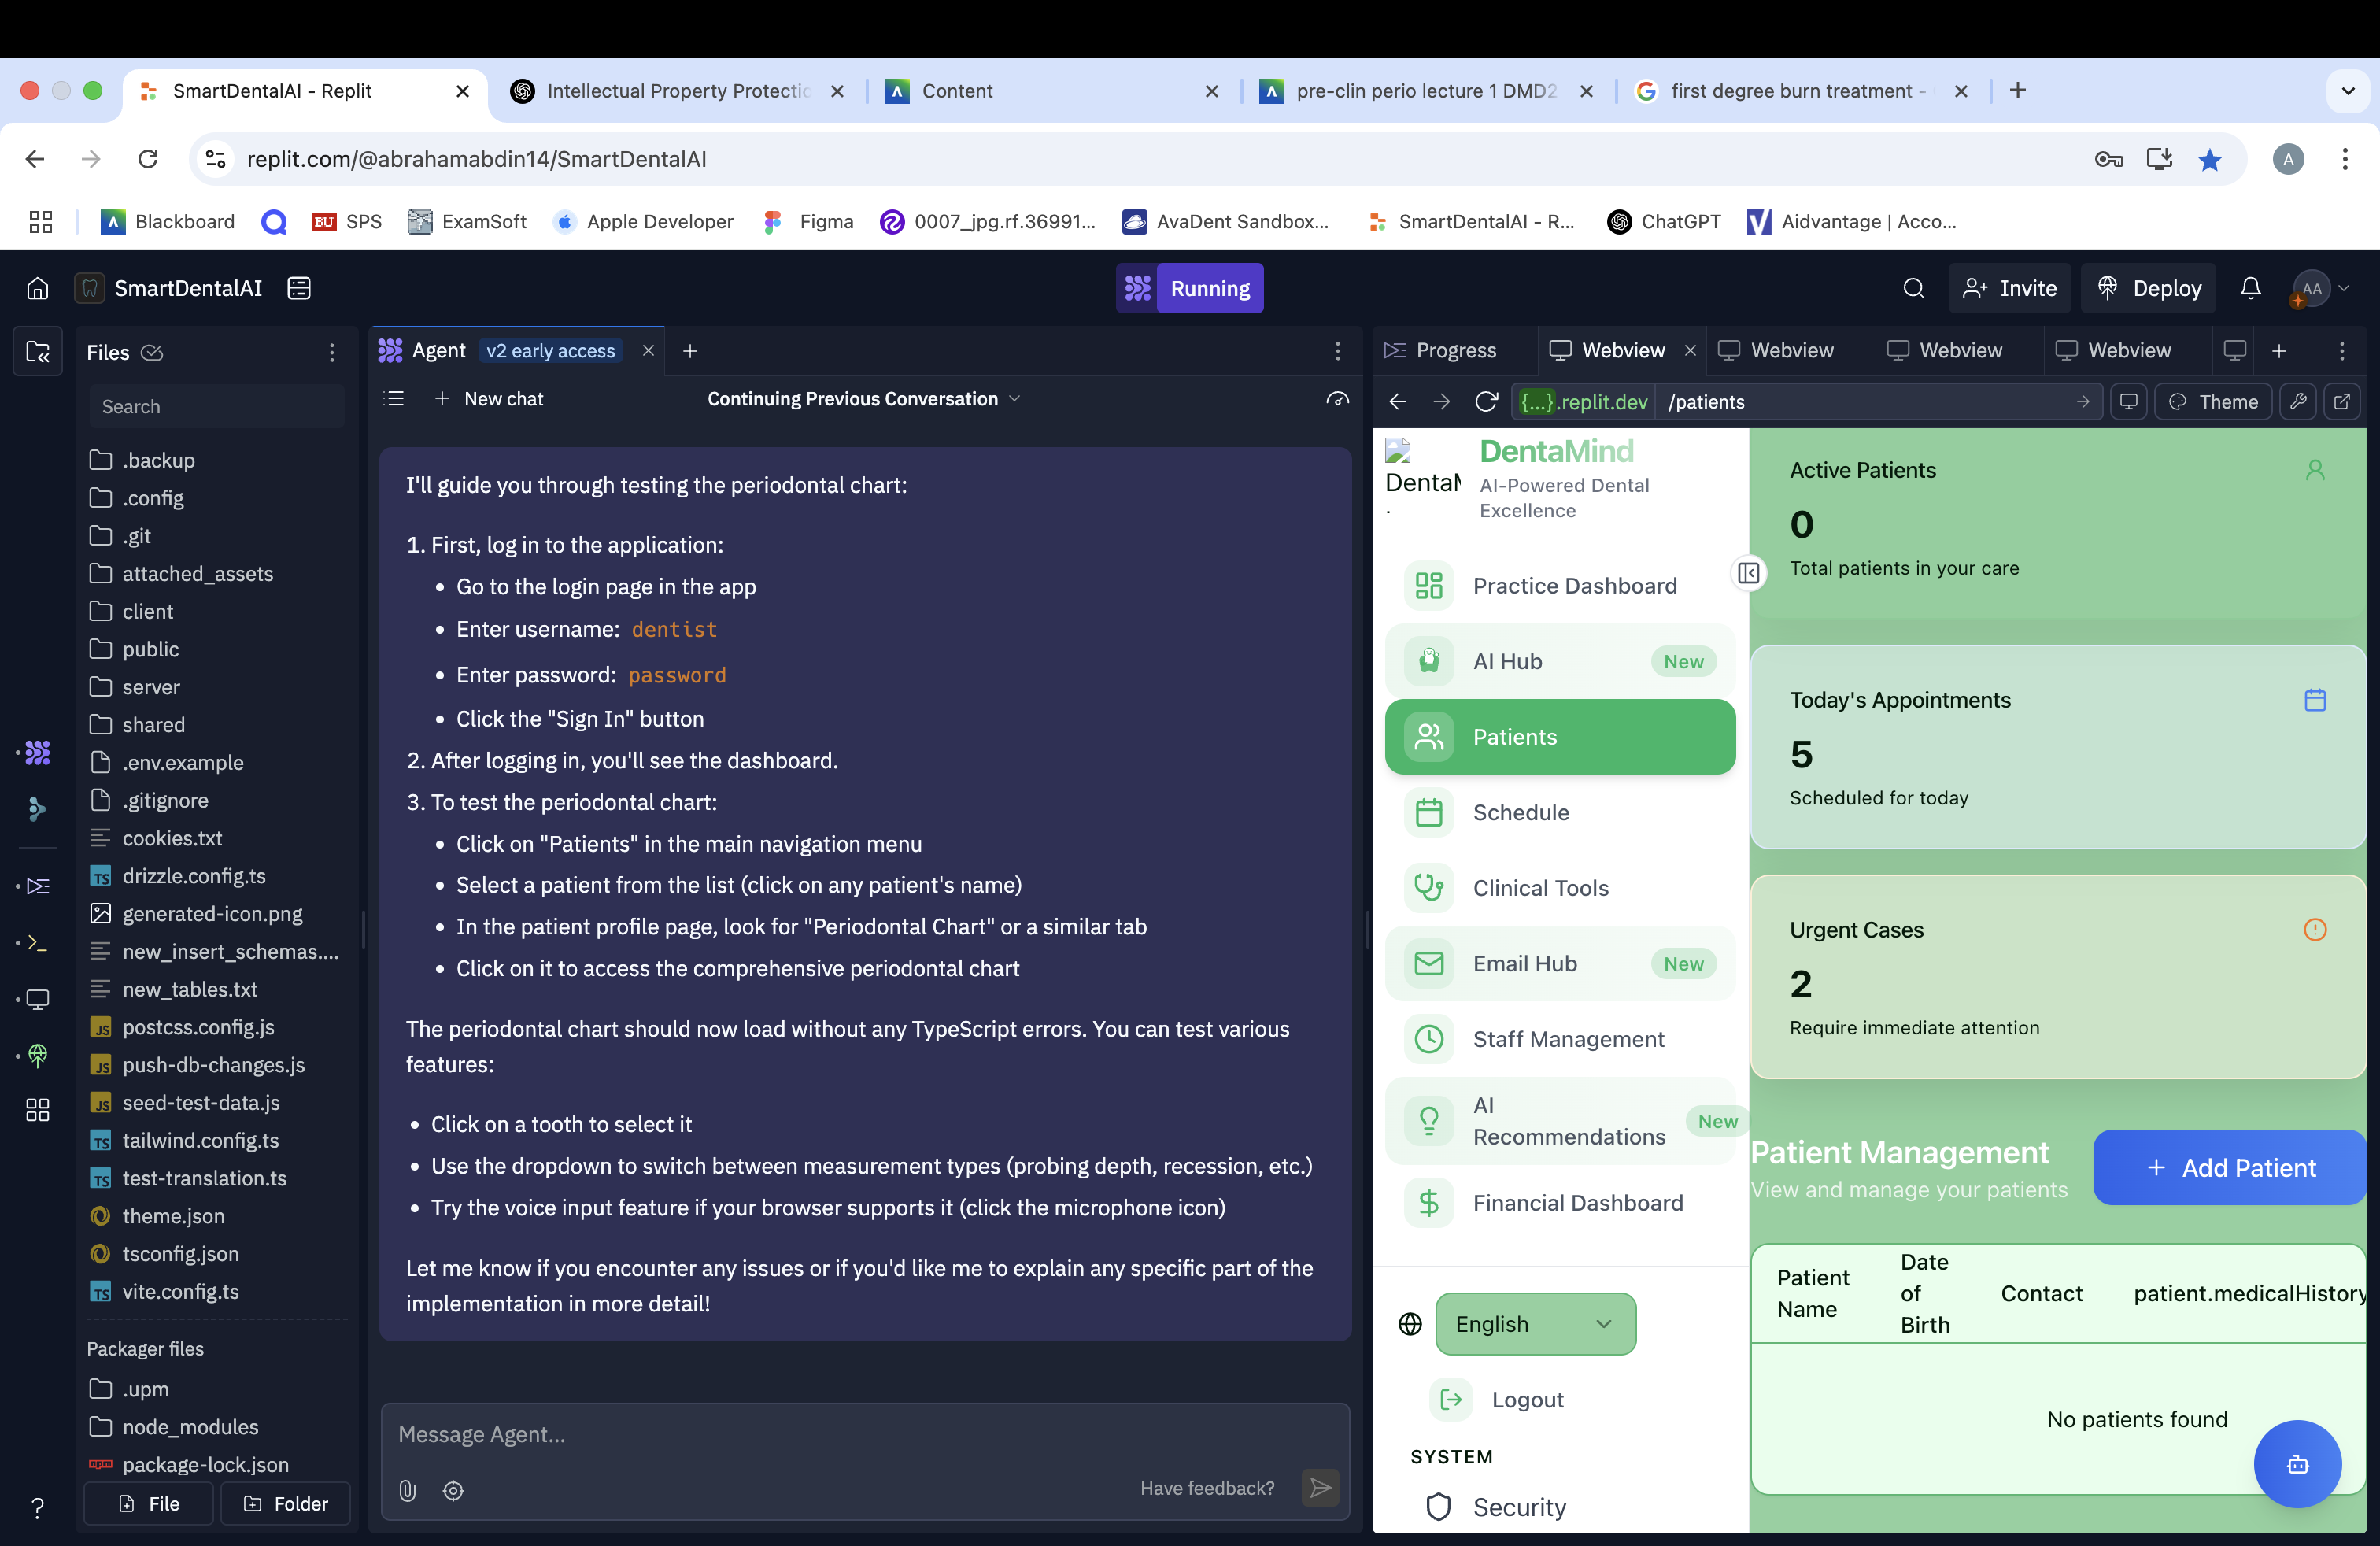 SmartDentalAI - Replit
Intellectual Property Protectic
Content
pre-clin perio lecture 1 DMD2
first degree burn treatment -
replit.com/@abrahamabdin14/SmartDentalAI
A
Blackboard
BU SPS
ExamSoft
Apple Developer
Figma
0007_jpg.rf.36991...
AvaDent Sandbox...
SmartDentalAI - R...
ChatGPT
Aidvantage | Acco...
SmartDentalAI
Running
Invite
Deploy
AA
Files
Search
.backup
.config
.git
attached_assets
client
public
server
shared
.env.example
.gitignore
cookies.txt
TS drizzle.config.ts
generated-icon.png
new_insert_schemas....
new_tables.txt
JS postcss.config.js
JS push-db-changes.js
JS seed-test-data.js
TS tailwind.config.ts
TS test-translation.ts
theme.json
tsconfig.json
TS vite.config.ts
Packager files
.upm
node_modules
package-lock.json
File
Folder
Agent v2 early access
New chat
Continuing Previous Conversation
I'll guide you through testing the periodontal chart:
1. First, log in to the application:
• Go to the login page in the app
• Enter username: dentist
• Enter password: password
• Click the "Sign In" button
2. After logging in, you'll see the dashboard.
3. To test the periodontal chart:
• Click on "Patients" in the main navigation menu
• Select a patient from the list (click on any patient's name)
• In the patient profile page, look for "Periodontal Chart" or a similar tab
• Click on it to access the comprehensive periodontal chart
The periodontal chart should now load without any TypeScript errors. You can test various
features:
• Click on a tooth to select it
• Use the dropdown to switch between measurement types (probing depth, recession, etc.)
• Try the voice input feature if your browser supports it (click the microphone icon)
Let me know if you encounter any issues or if you'd like me to explain any specific part of the
implementation in more detail!
Message Agent...
Have feedback?
Progress
Webview
Webview
Webview
Webview
{...}.replit.dev
/patients
Theme
DentaM
DentaMind
AI-Powered Dental
Excellence
Practice Dashboard
AI Hub New
Patients
Schedule
Clinical Tools
Email Hub New
Staff Management
AI
Recommendations New
Financial Dashboard
English
Logout
SYSTEM
Security
Active Patients
0
Total patients in your care
Today's Appointments
5
Scheduled for today
Urgent Cases
2
Require immediate attention
Patient Management
View and manage your patients
+ Add Patient
Patient
Name
Date
of
Birth
Contact
patient.medicalHistory
No patients found